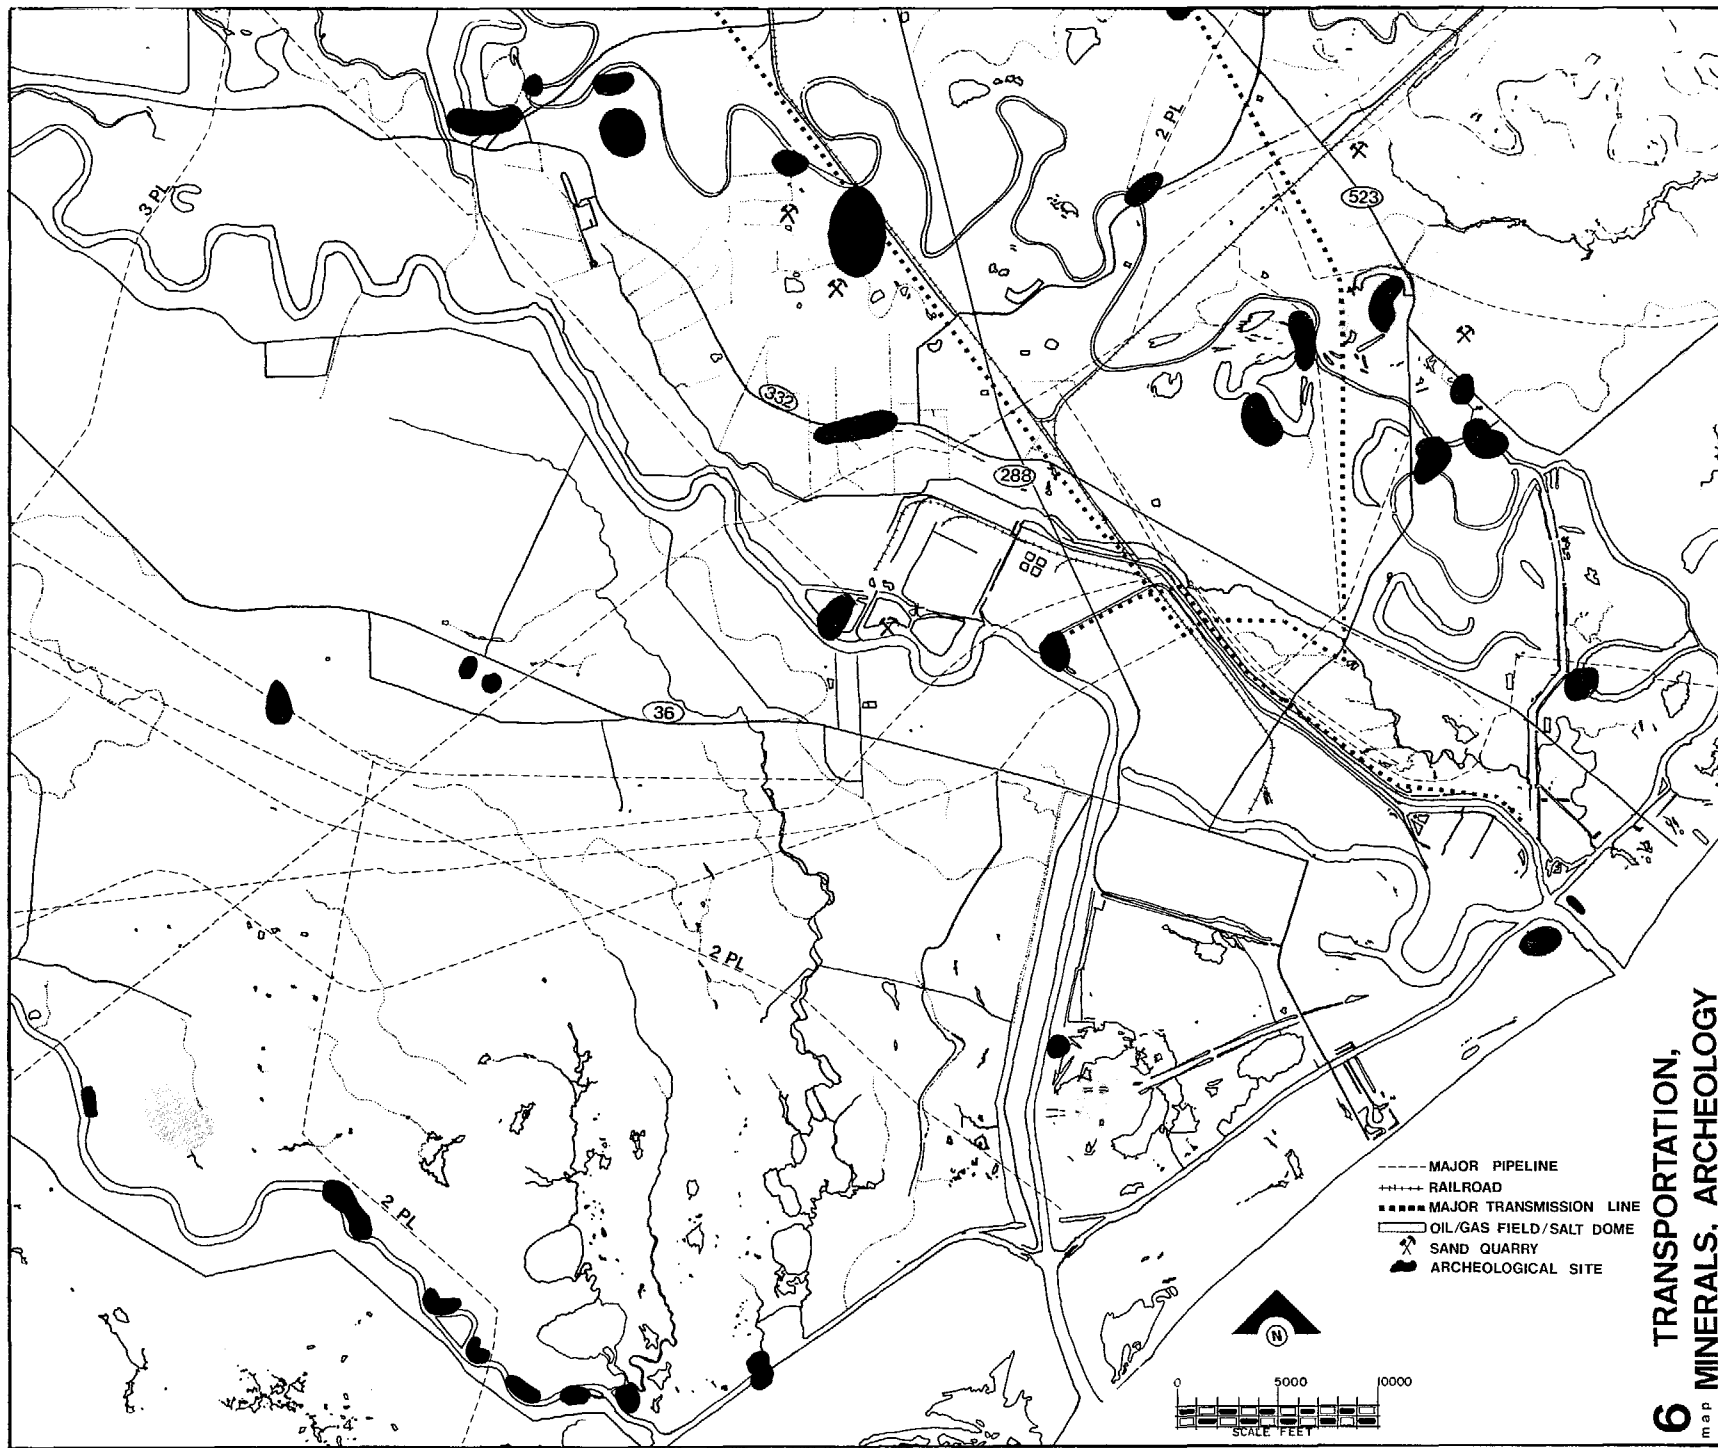 3 PL
2 PL
523
332
288
36
2 PL
2 PL
MAJOR PIPELINE
RAILROAD
MAJOR TRANSMISSION LINE
OIL/GAS FIELD/SALT DOME
SAND QUARRY
ARCHEOLOGICAL SITE
N
0 5000 10000
SCALE FEET
map 6 TRANSPORTATION,
MINERALS, ARCHEOLOGY